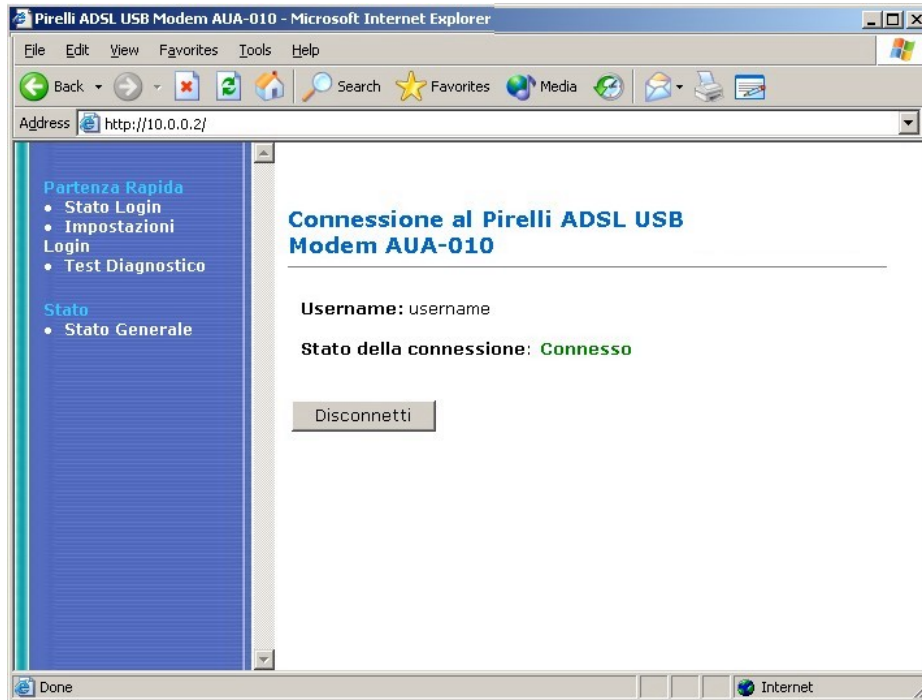 Pirelli ADSL USB Modem AUA-010 - Microsoft Internet Explorer
File Edit View Favorites Tools Help
Back Search Favorites Media
Address http://10.0.0.2/
Partenza Rapida
• Stato Login
• Impostazioni
Login
• Test Diagnostico
Stato
• Stato Generale
Connessione al Pirelli ADSL USB
Modem AUA-010
Username: username
Stato della connessione: Connesso
Disconnetti
Done Internet